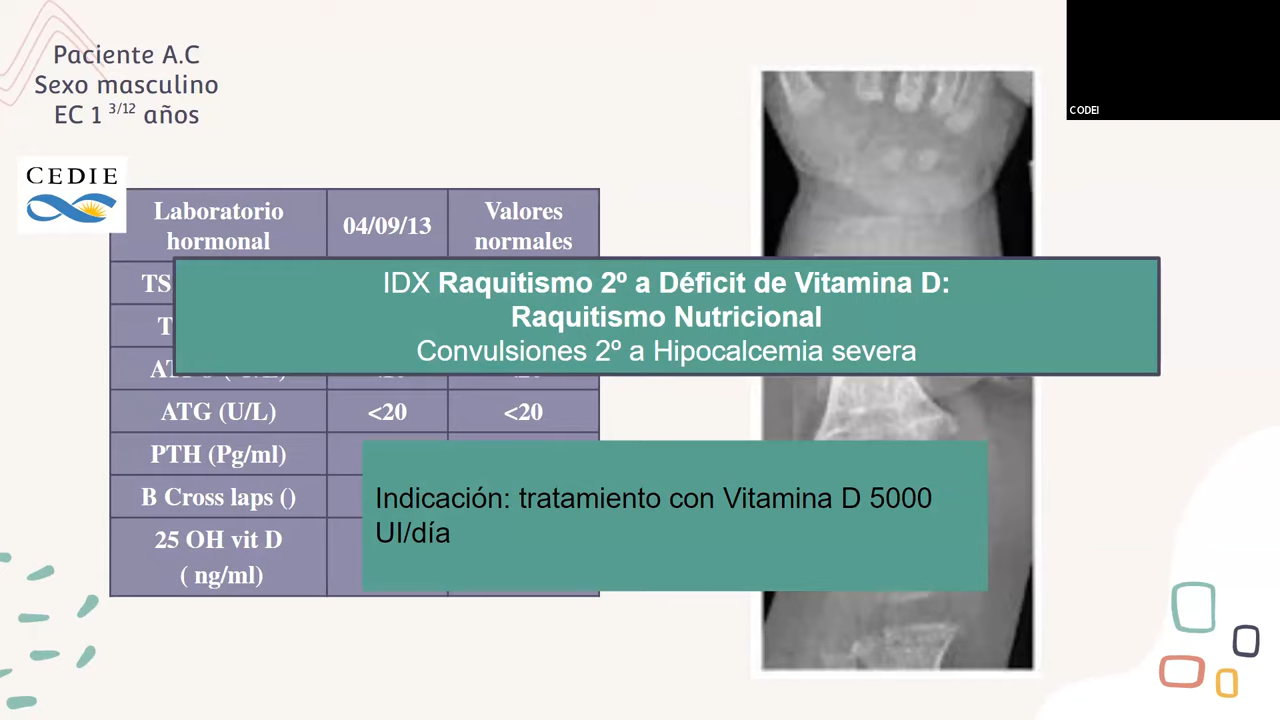 Paciente A.C
Sexo masculino
EC 1 3/12 años
CODEI
CEDIE
Laboratorio hormonal
04/09/13
Valores normales
IDX Raquitismo 2º a Déficit de Vitamina D:
Raquitismo Nutricional
Convulsiones 2º a Hipocalcemia severa
ATG (U/L)
<20
<20
PTH (Pg/ml)
B Cross laps ()
25 OH vit D
( ng/ml)
Indicación: tratamiento con Vitamina D 5000
UI/día